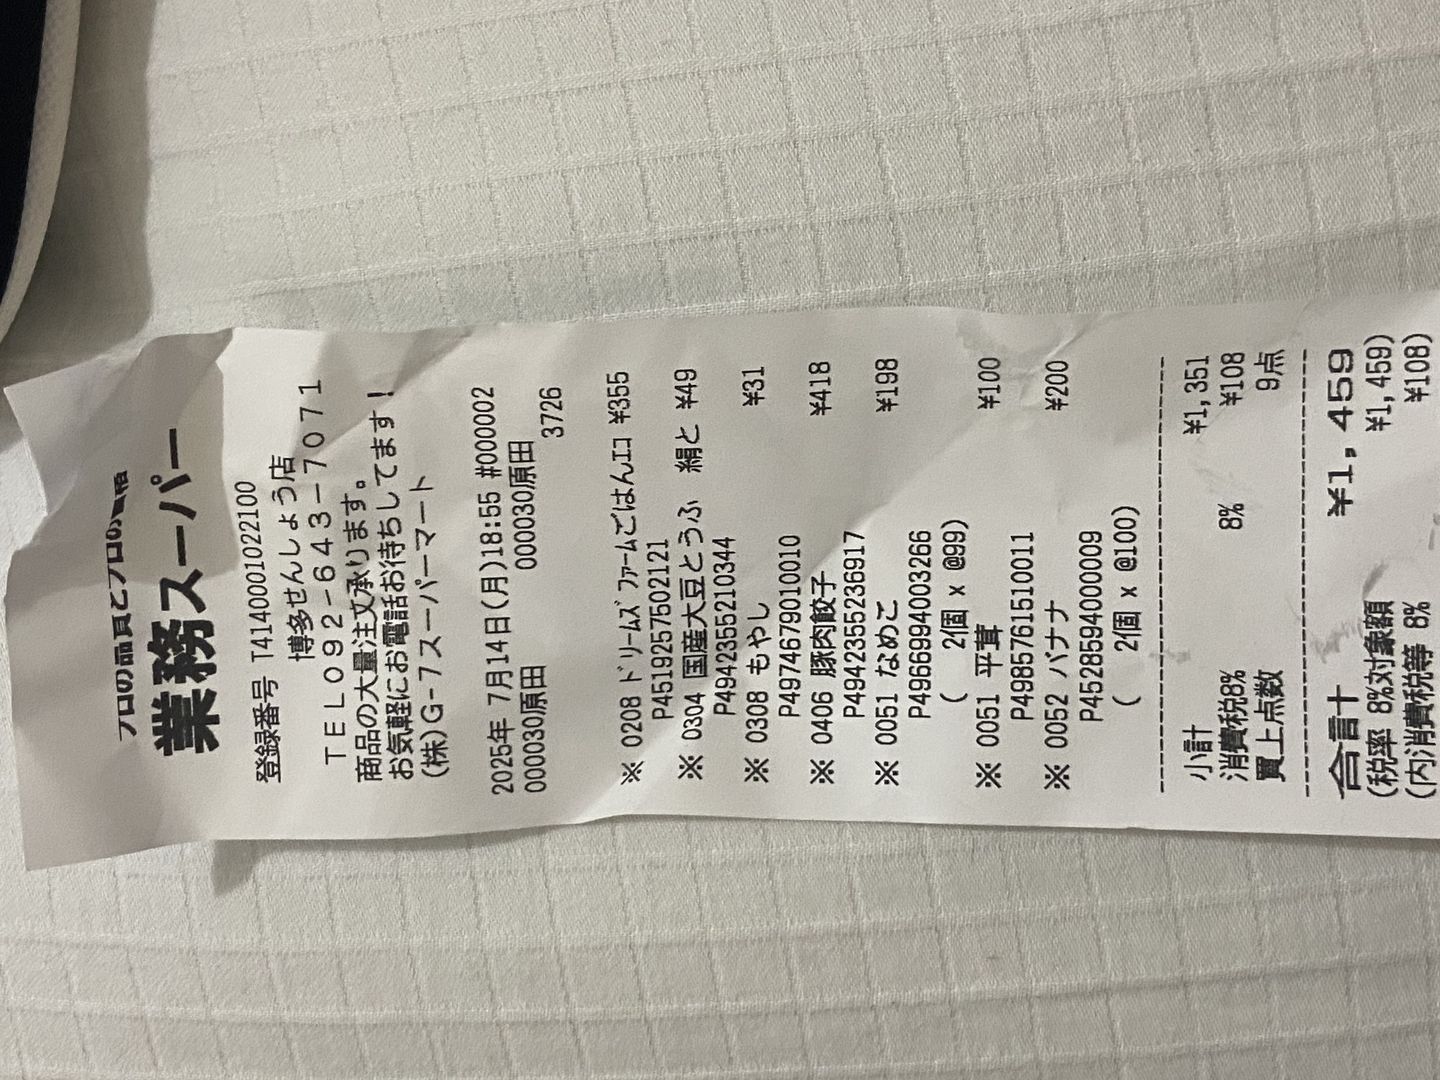 プロの品質とプロの価格
業務スーパー
登録番号 T4140001022100
博多せんしょう店
TEL092-643-7071
商品の大量注文承ります。
お気軽にお電話お待ちしてます!
(株)G-7スーパーマート
2025年 7月14日(月)18:55 #000002
000030原田 000030原田
3726
※ 0208 ドリームズファームごはんエコ ¥355
P4519257502121
※ 0304 国産大豆とうふ 絹と ¥49
P4942355210344
※ 0308 もやし ¥31
P4974679010010
※ 0406 豚肉餃子 ¥418
P4942355236917
※ 0051 なめこ ¥198
P4966994003266
( 2個 x @99)
※ 0051 平茸 ¥100
P4985761510011
※ 0052 バナナ ¥200
P4528594000009
( 2個 x @100)
小計 ¥1,351
消費税8% 8% ¥108
買上点数 9点
合計 ¥1,459
(税率 8%対象額 ¥1,459)
(内消費税等 8% ¥108)